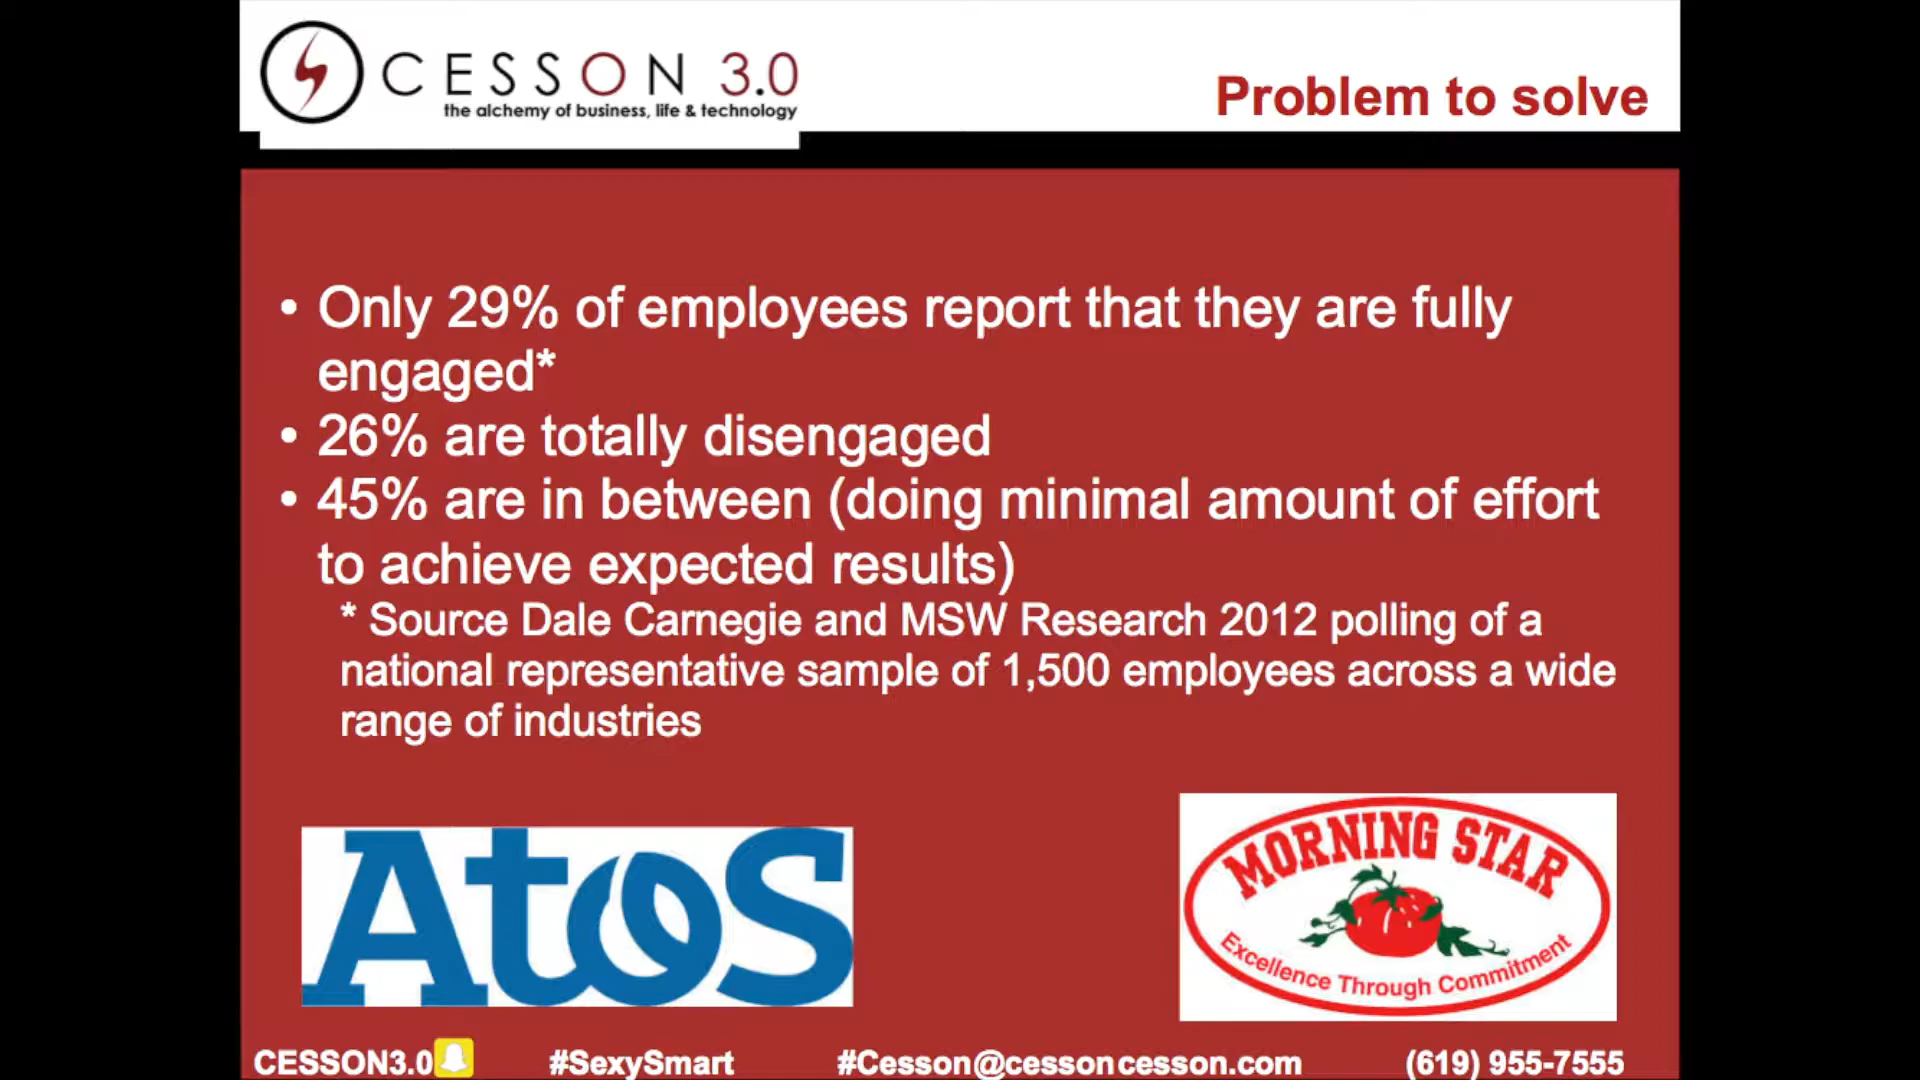 CESSON 3.0
the alchemy of business, life & technology
Problem to solve
• Only 29% of employees report that they are fully
engaged*
• 26% are totally disengaged
• 45% are in between (doing minimal amount of effort
to achieve expected results)
* Source Dale Carnegie and MSW Research 2012 polling of a
national representative sample of 1,500 employees across a wide
range of industries
Atos
MORNING STAR
Excellence Through Commitment
CESSON3.0 #SexySmart #Cesson@cessoncesson.com (619) 955-7555